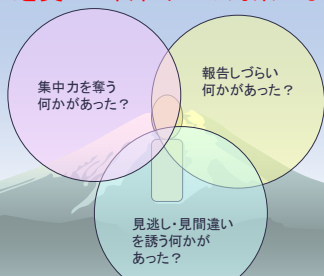 集中力を奪う
何かがあった？
報告しづらい
何かがあった？
見逃し・見間違い
を誘う何かが
あった？